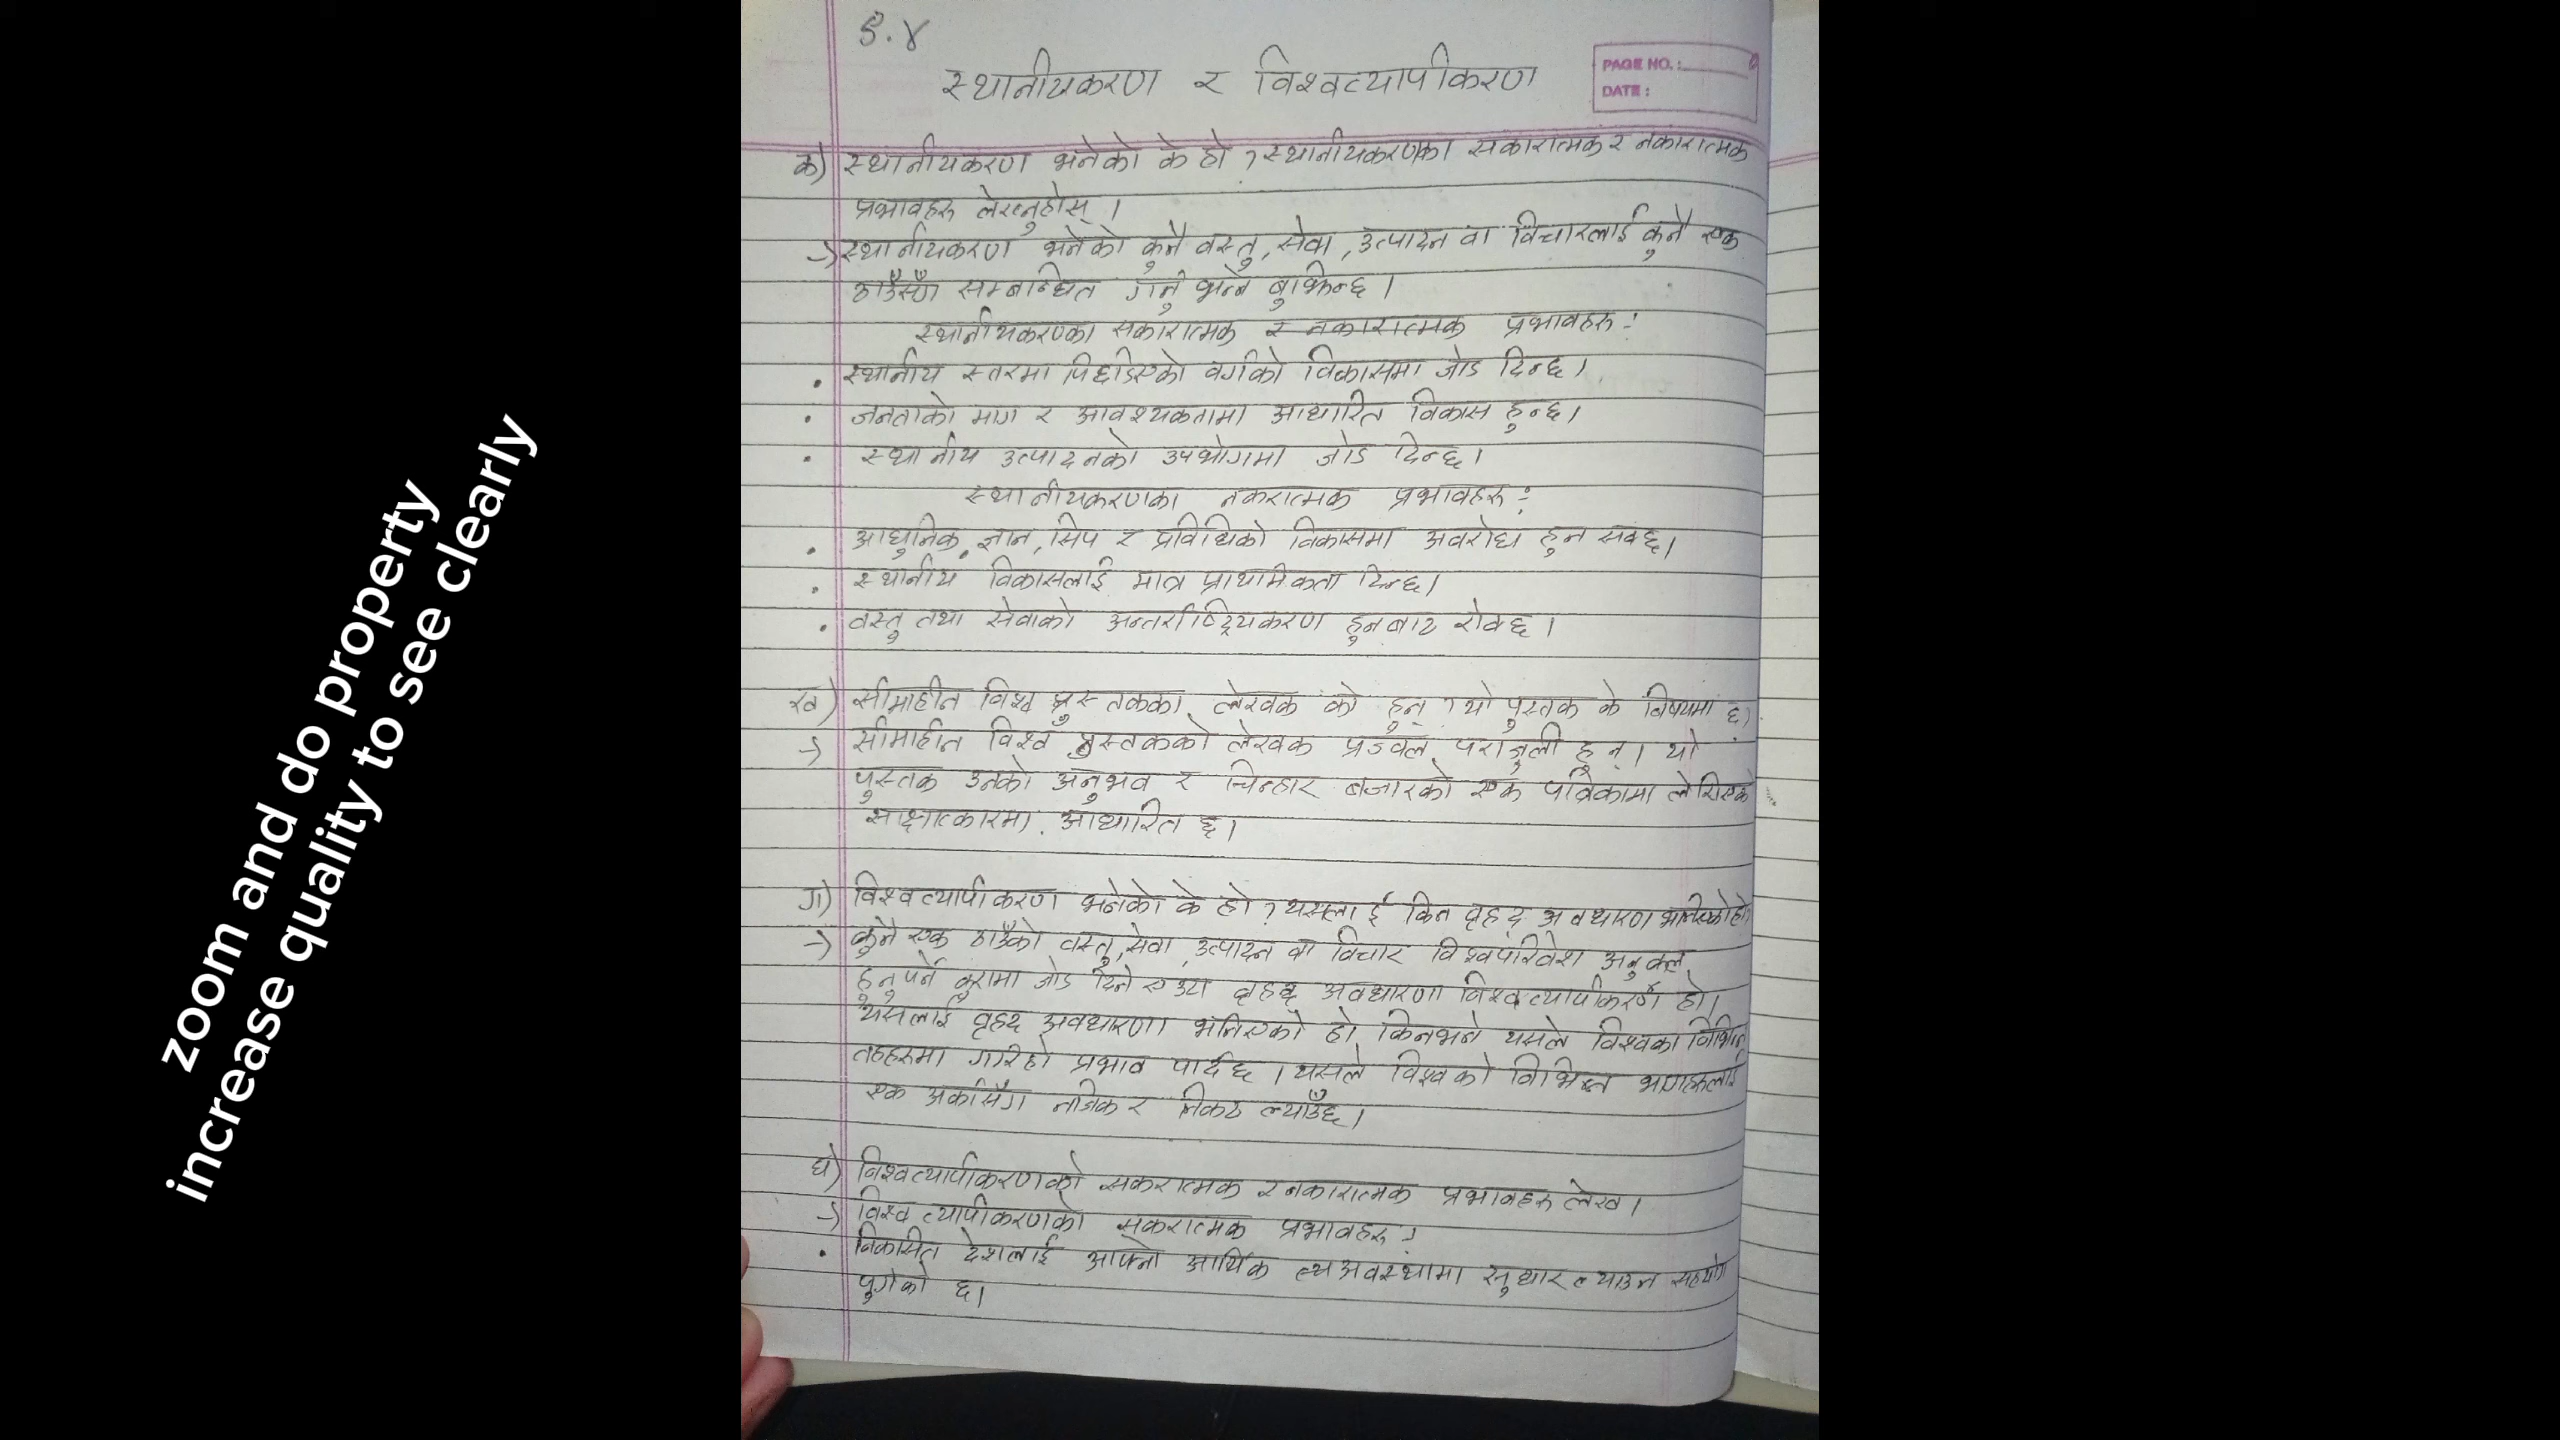 zoom and do property
increase quality to see clearly
5.४
स्थानीयकरण र विश्वव्यापीकरण
PAGE NO.:
DATE:
क) स्थानीयकरण भनेको के हो ? स्थानीयकरणका सकारात्मक र नकारात्मक
प्रभावहरु लेख्नुहोस् ।
→ स्थानीयकरण भनेको कुनै वस्तु, सेवा, उत्पादन वा विचारलाई कुनै एक
ठाउँसँग सम्बन्धित गर्नु भन्ने बुझिन्छ ।
स्थानीयकरणका सकारात्मक र नकारात्मक प्रभावहरु :
• स्थानीय स्तरमा पिछडिएको वर्गको विकासमा जोड दिन्छ ।
• जनताको माग र आवश्यकतामा आधारित विकास हुन्छ ।
• स्थानीय उत्पादनको उपभोगमा जोड दिन्छ ।
स्थानीयकरणका नकरात्मक प्रभावहरु :
• आधुनिक ज्ञान, सिप र प्रविधिको विकासमा अवरोध हुन सक्छ ।
• स्थानीय विकासलाई मात्र प्राथमिकता दिन्छ ।
• वस्तु तथा सेवाको अन्तर्राष्ट्रियकरण हुनबाट रोक्छ ।
ख) सीमाहीन विश्व पुस्तकका लेखक को हुन् ? यो पुस्तक के विषयमा छ ?
→ सीमाहीन विश्व पुस्तकको लेखक प्रज्वल पराजुली हुन् । यो
पुस्तक उनको अनुभव र चिन्हार बजारको एक पत्रिकामा लेखिएको
साक्षात्कारमा आधारित छ ।
ग) विश्वव्यापीकरण भनेको के हो ? यसलाई किन वृहद् अवधारण भनिएको हो ?
→ कुनै एक ठाउँको वस्तु, सेवा, उत्पादन वा विचार विश्वपरिवेश अनुकूल
हुनुपर्ने कुरामा जोड दिने एउटा वृहद् अवधारणा विश्वव्यापीकरण हो ।
यसलाई वृहद अवधारणा भनिएको हो किनभने यसले विश्वका विभिन्न
तहहरुमा गहिरो प्रभाव पार्दछ । यसले विश्वको विभिन्न भागहरुलाई
एक अर्कासँग नजिक र निकट ल्याउँछ ।
घ) विश्वव्यापीकरणको सकरात्मक र नकारात्मक प्रभावहरु लेख ।
→ विश्वव्यापीकरणको सकरात्मक प्रभावहरु :
• विकासित देशलाई आफ्नो आर्थिक व्यअवस्थामा सुधार ल्याउन सहयोग
पुगेको छ ।